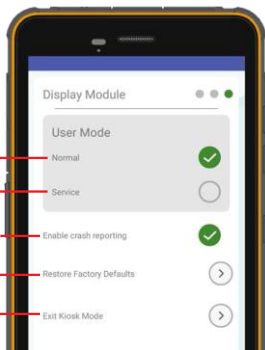 Display Module
User Mode
Normal
Service
Enable crash reporting
Restore Factory Defaults
Exit Kiosk Mode